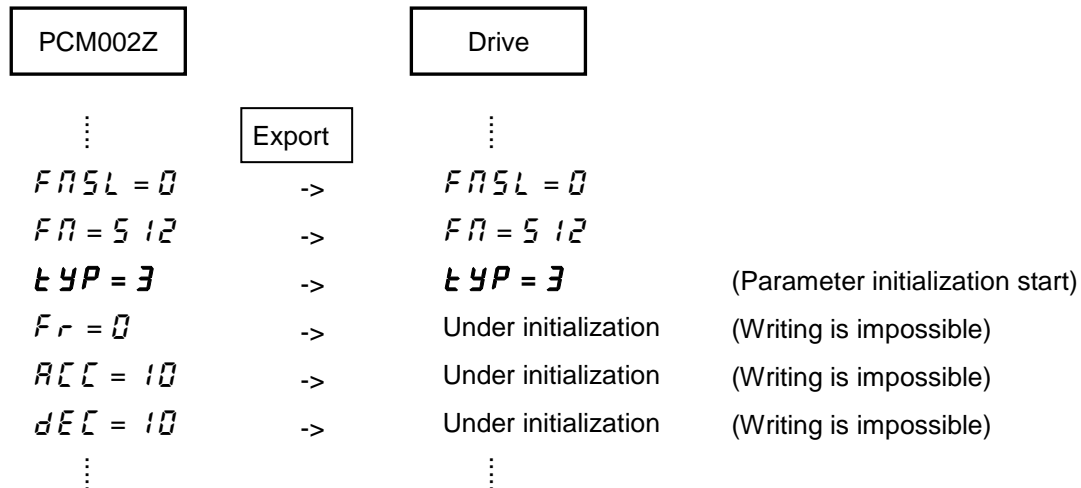 PCM002Z Drive
Export
FMSL = 0 -> FMSL = 0
FM = 512 -> FM = 512
tYP = 3 -> tYP = 3 (Parameter initialization start)
Fr = 0 -> Under initialization (Writing is impossible)
ACC = 10 -> Under initialization (Writing is impossible)
dEC = 10 -> Under initialization (Writing is impossible)